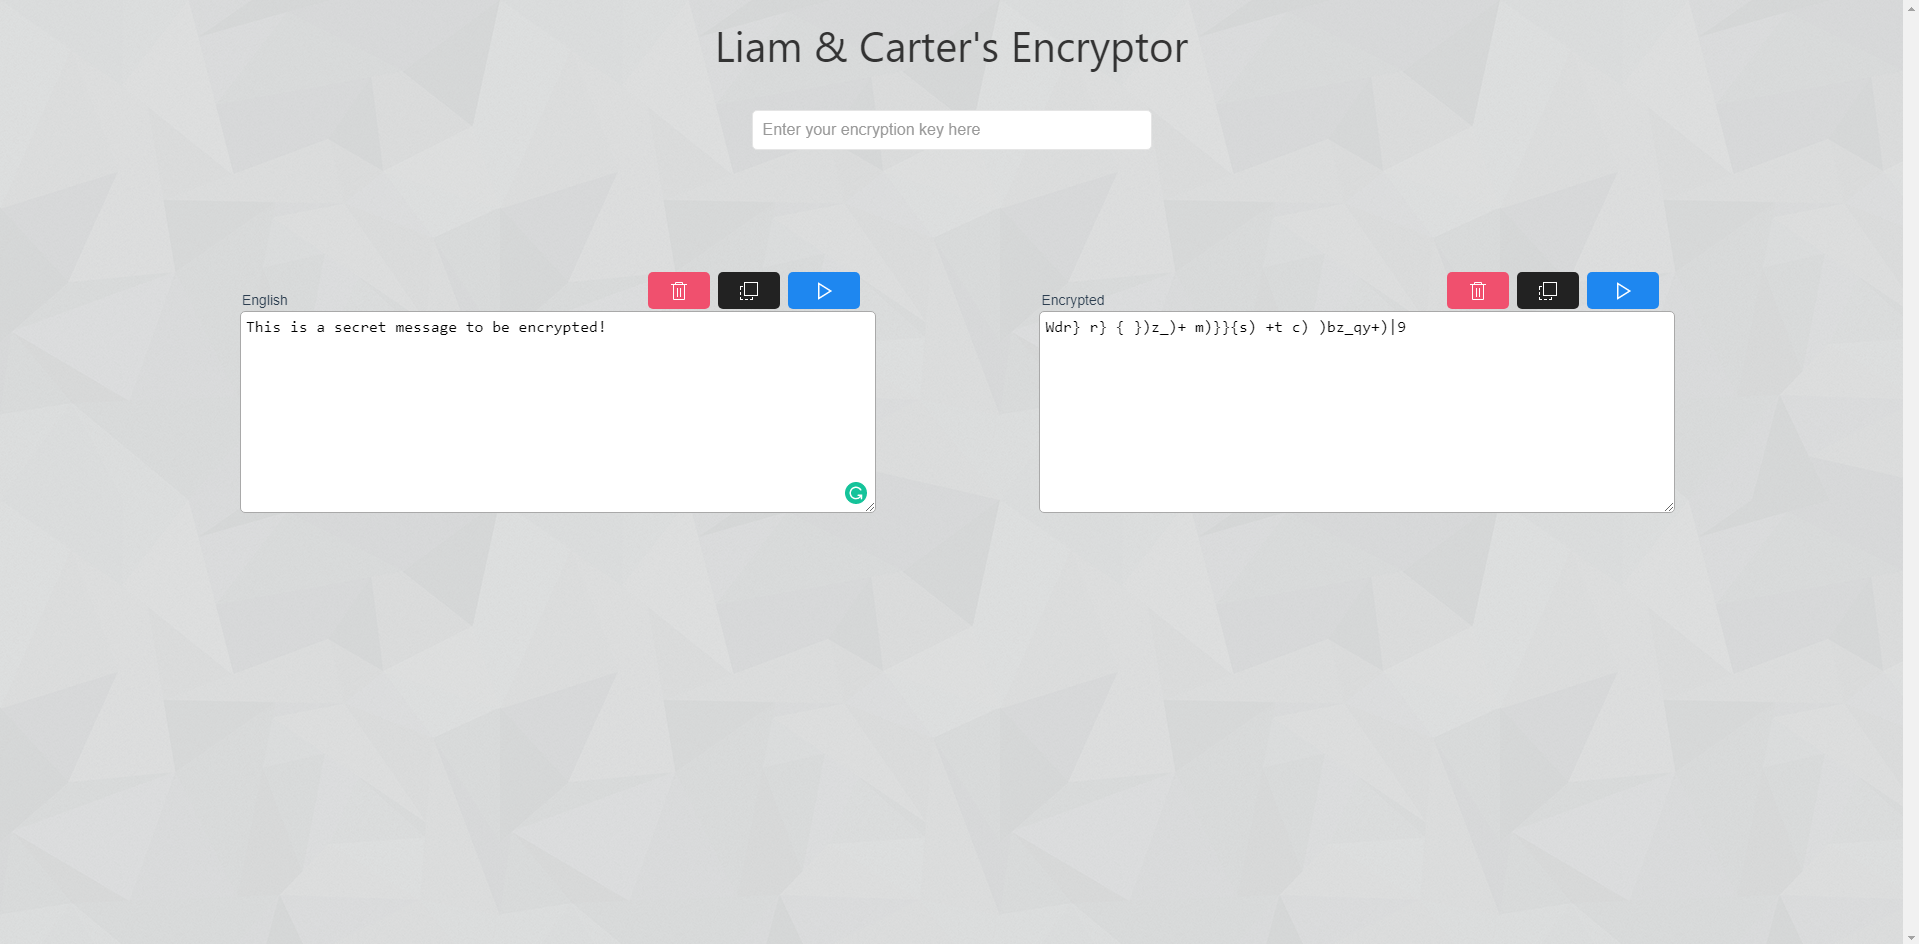 Liam & Carter's Encryptor
Enter your encryption key here
English
This is a secret message to be encrypted!
Encrypted
Wdr} r} { })z_)+ m)}}{s) +t c) )bz_qy+)|9